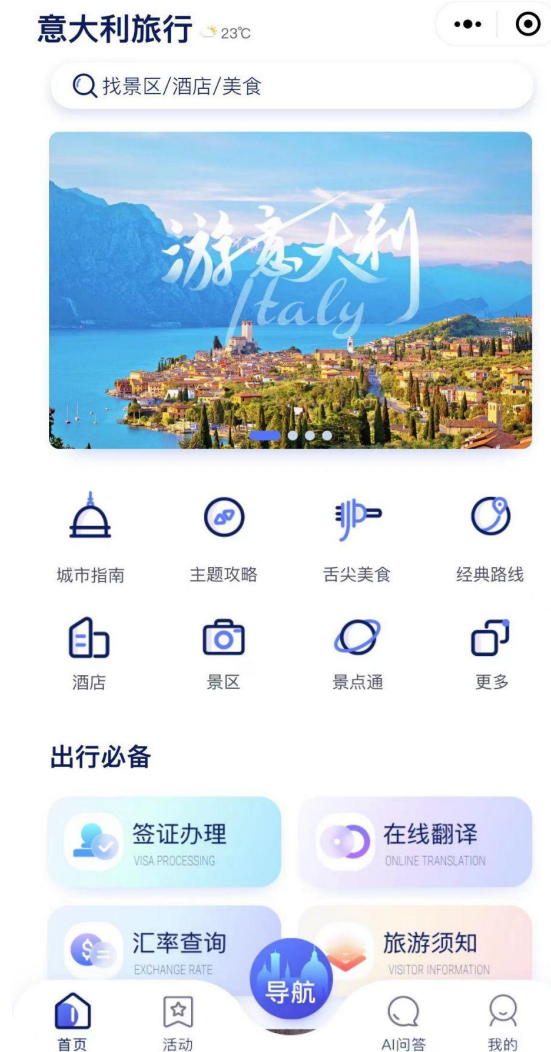 意大利旅行 23℃
找景区/酒店/美食
游意大利
Italy
城市指南 主题攻略 舌尖美食 经典路线
酒店 景区 景点通 更多
出行必备
签证办理 在线翻译
VISA PROCESSING ONLINE TRANSLATION
汇率查询 旅游须知
EXCHANGE RATE VISITOR INFORMATION
导航
首页 活动 AI问答 我的